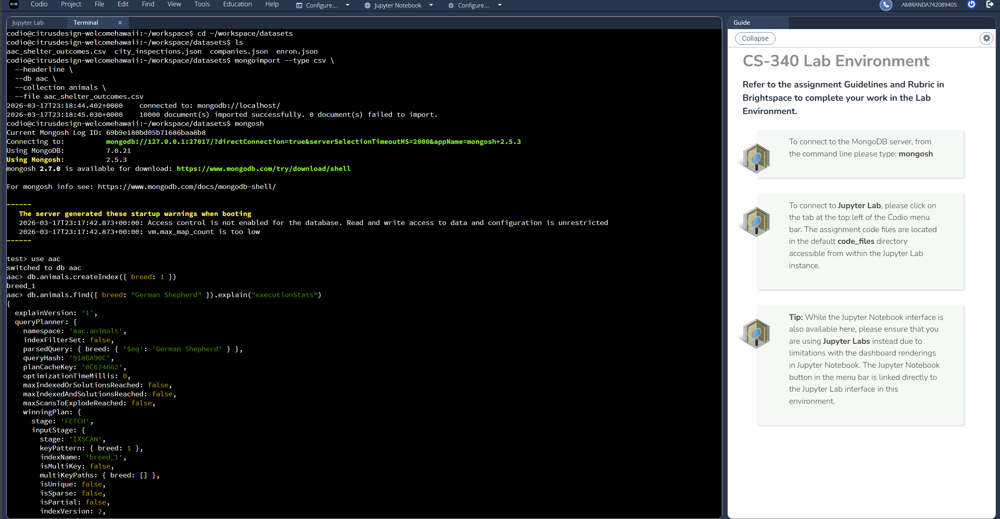 Codio Project File Edit Find View Tools Education Help Configure.... Jupyter Notebook Configure.... AMIRANDA742089405
Jupyter Lab Terminal ×
codio@citrusdesign-welcomehawaii:~/workspace$ cd ~/workspace/datasets
codio@citrusdesign-welcomehawaii:~/workspace/datasets$ ls
aac_shelter_outcomes.csv  city_inspections.json  companies.json  enron.json
codio@citrusdesign-welcomehawaii:~/workspace/datasets$ mongoimport --type csv \
  --headerline \
  --db aac \
  --collection animals \
  --file aac_shelter_outcomes.csv
2026-03-17T23:18:44.402+0000    connected to: mongodb://localhost/
2026-03-17T23:18:45.030+0000    10000 document(s) imported successfully. 0 document(s) failed to import.
codio@citrusdesign-welcomehawaii:~/workspace/datasets$ mongosh
Current Mongosh Log ID: 69b9e180bd05b71686baa8b8
Connecting to:          mongodb://127.0.0.1:27017/?directConnection=true&serverSelectionTimeoutMS=2000&appName=mongosh+2.5.3
Using MongoDB:          7.0.21
Using Mongosh:          2.5.3
mongosh 2.7.0 is available for download: https://www.mongodb.com/try/download/shell
For mongosh info see: https://www.mongodb.com/docs/mongodb-shell/
------
   The server generated these startup warnings when booting
   2026-03-17T23:17:42.873+00:00: Access control is not enabled for the database. Read and write access to data and configuration is unrestricted
   2026-03-17T23:17:42.873+00:00: vm.max_map_count is too low
------
test> use aac
switched to db aac
aac> db.animals.createIndex({ breed: 1 })
breed_1
aac> db.animals.find({ breed: "German Shepherd" }).explain("executionStats")
{
  explainVersion: '1',
  queryPlanner: {
    namespace: 'aac.animals',
    indexFilterSet: false,
    parsedQuery: { breed: { '$eq': 'German Shepherd' } },
    queryHash: '918BA90C',
    planCacheKey: '0C674662',
    optimizationTimeMillis: 0,
    maxIndexedOrSolutionsReached: false,
    maxIndexedAndSolutionsReached: false,
    maxScansToExplodeReached: false,
    winningPlan: {
      stage: 'FETCH',
      inputStage: {
        stage: 'IXSCAN',
        keyPattern: { breed: 1 },
        indexName: 'breed_1',
        isMultiKey: false,
        multiKeyPaths: { breed: [] },
        isUnique: false,
        isSparse: false,
        isPartial: false,
        indexVersion: 2,
Guide
Collapse
CS-340 Lab Environment
Refer to the assignment Guidelines and Rubric in
Brightspace to complete your work in the Lab
Environment.
To connect to the MongoDB server, from
the command line please type: mongosh
To connect to Jupyter Lab, please click on
the tab at the top left of the Codio menu
bar. The assignment code files are located
in the default code_files directory
accessible from within the Jupyter Lab
instance.
Tip: While the Jupyter Notebook interface is
also available here, please ensure that you
are using Jupyter Labs instead due to
limitations with the dashboard renderings
in Jupyter Notebook. The Jupyter Notebook
button in the menu bar is linked directly to
the Jupyter Lab interface in this
environment.